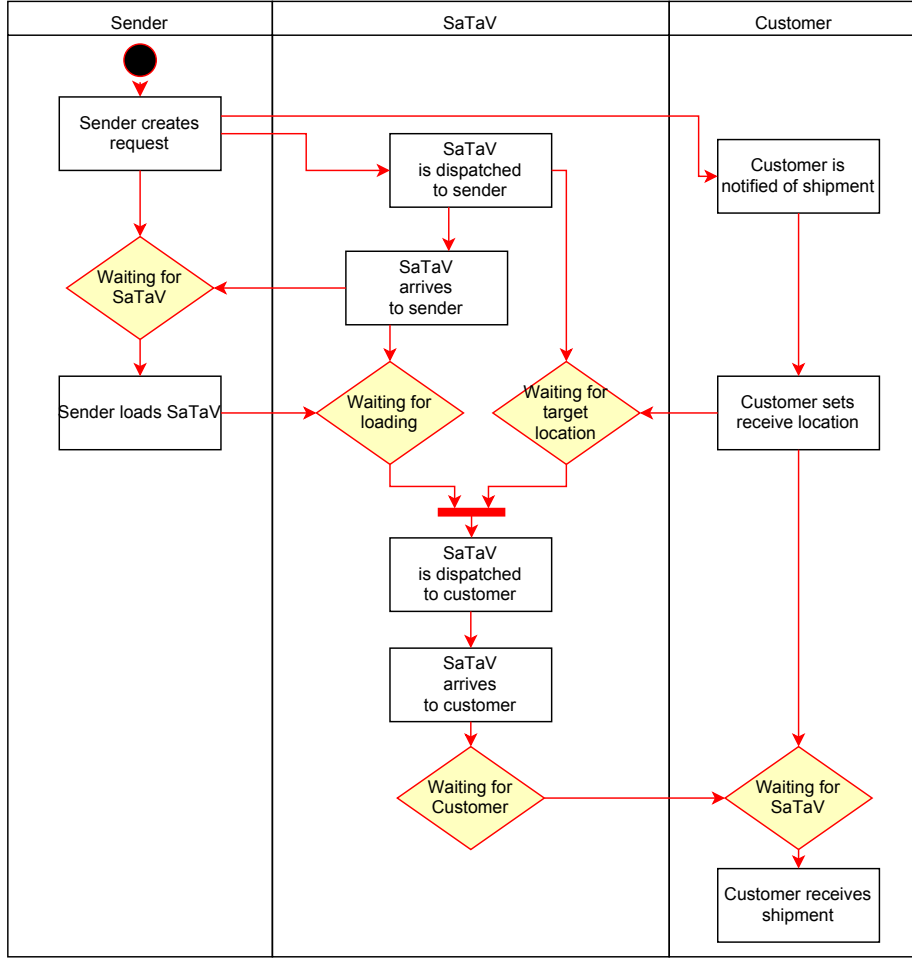 Sender
SaTaV
Customer
Sender creates
request
SaTaV
is dispatched
to sender
Customer is
notified of shipment
Waiting for
SaTaV
SaTaV
arrives
to sender
Sender loads SaTaV
Waiting for
loading
Waiting for
target
location
Customer sets
receive location
SaTaV
is dispatched
to customer
SaTaV
arrives
to customer
Waiting for
Customer
Waiting for
SaTaV
Customer receives
shipment